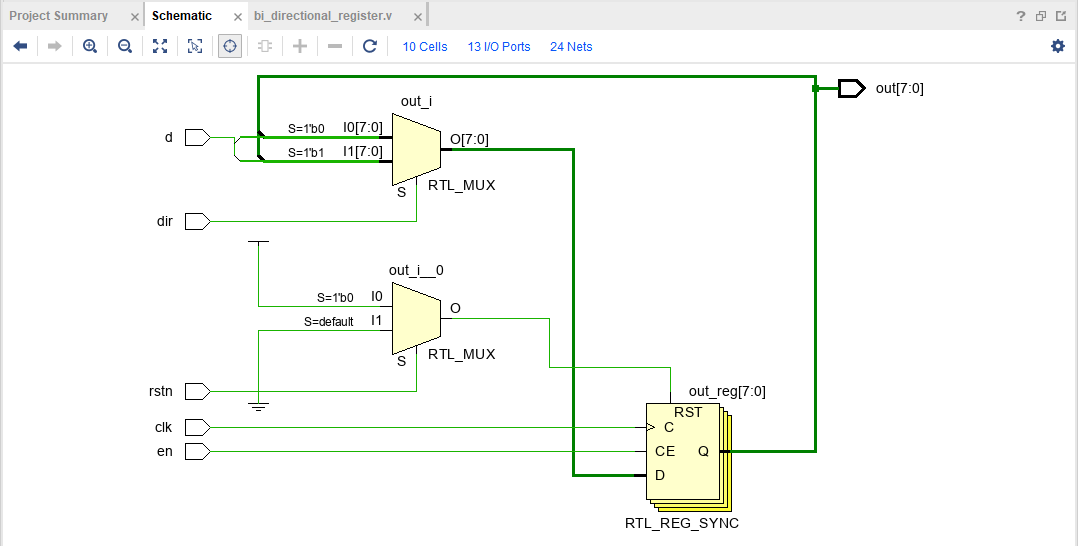 Project Summary × Schematic × bi_directional_register.v ×
10 Cells 13 I/O Ports 24 Nets
out[7:0]
out_i
S=1'b0 I0[7:0]
d
O[7:0]
S=1'b1 I1[7:0]
S RTL_MUX
dir
out_i__0
S=1'b0 I0
O
S=default I1
S RTL_MUX
rstn
out_reg[7:0]
RST
clk
C
en
CE Q
D
RTL_REG_SYNC